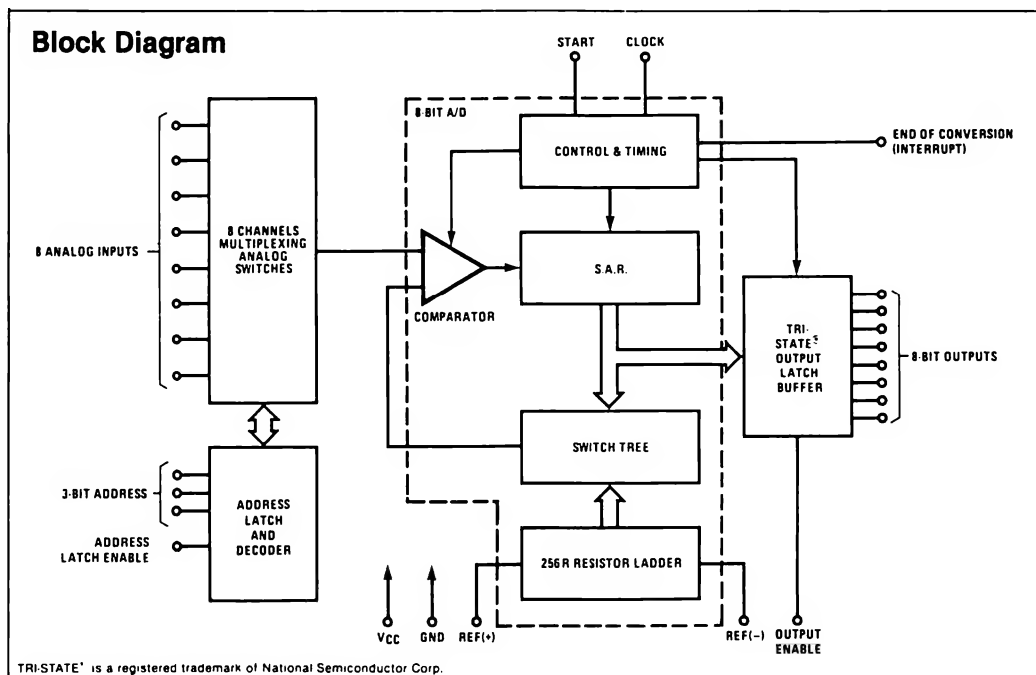 Block Diagram
START
CLOCK
8-BIT A/D
CONTROL & TIMING
END OF CONVERSION
(INTERRUPT)
8 ANALOG INPUTS
8 CHANNELS
MULTIPLEXING
ANALOG
SWITCHES
S.A.R.
COMPARATOR
TRI-
STATE®
OUTPUT
LATCH
BUFFER
8-BIT OUTPUTS
SWITCH TREE
3-BIT ADDRESS
ADDRESS
LATCH ENABLE
ADDRESS
LATCH
AND
DECODER
256R RESISTOR LADDER
VCC
GND
REF(+)
REF(−)
OUTPUT
ENABLE
TRI-STATE® is a registered trademark of National Semiconductor Corp.